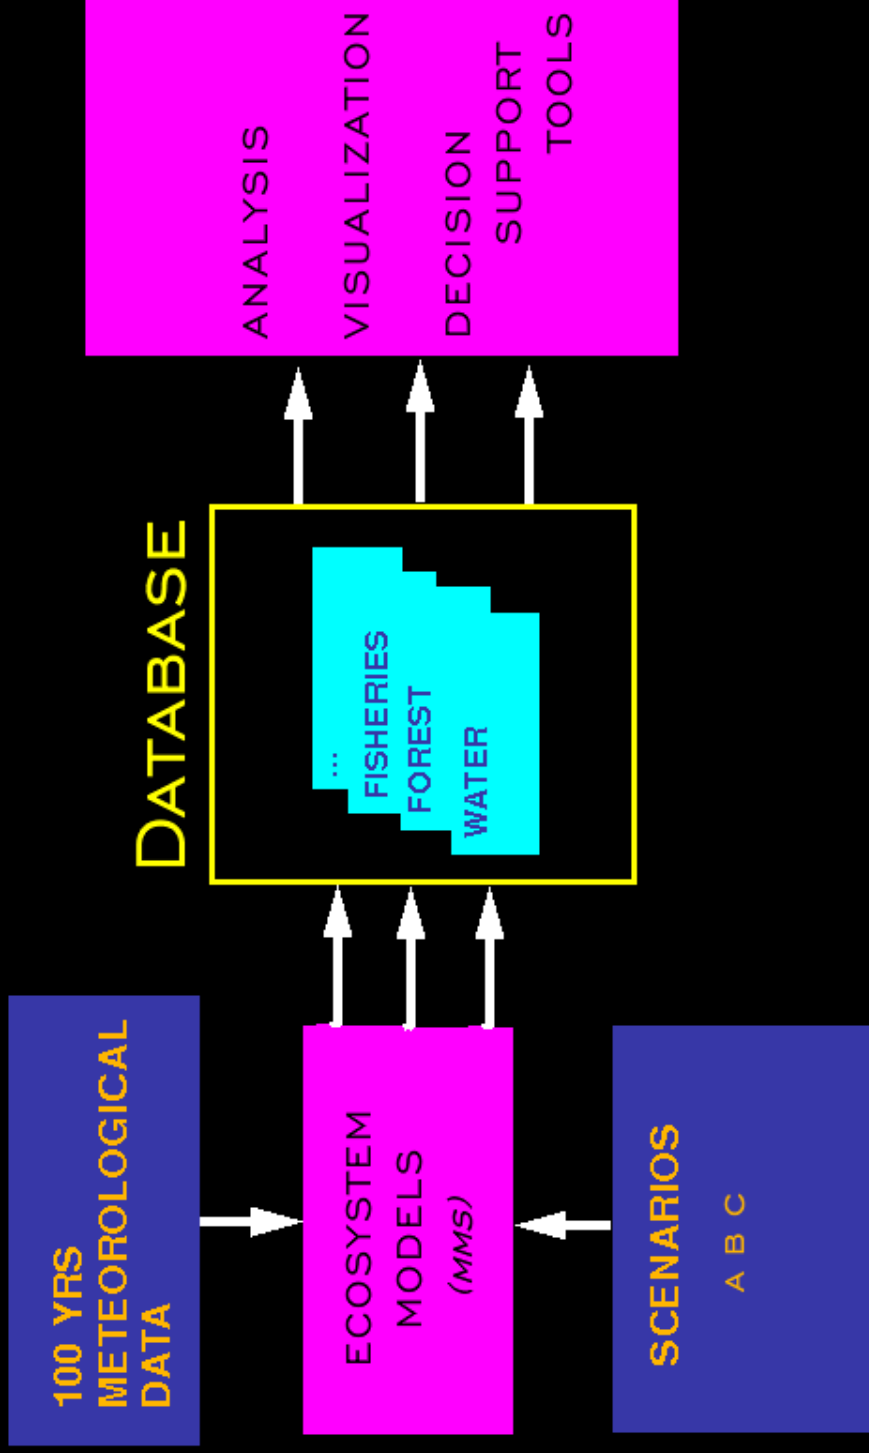 100 YRS
METEOROLOGICAL
DATA
ECOSYSTEM
MODELS
(MMS)
SCENARIOS
A B C
DATABASE
...
FISHERIES
FOREST
WATER
ANALYSIS
VISUALIZATION
DECISION
SUPPORT
TOOLS